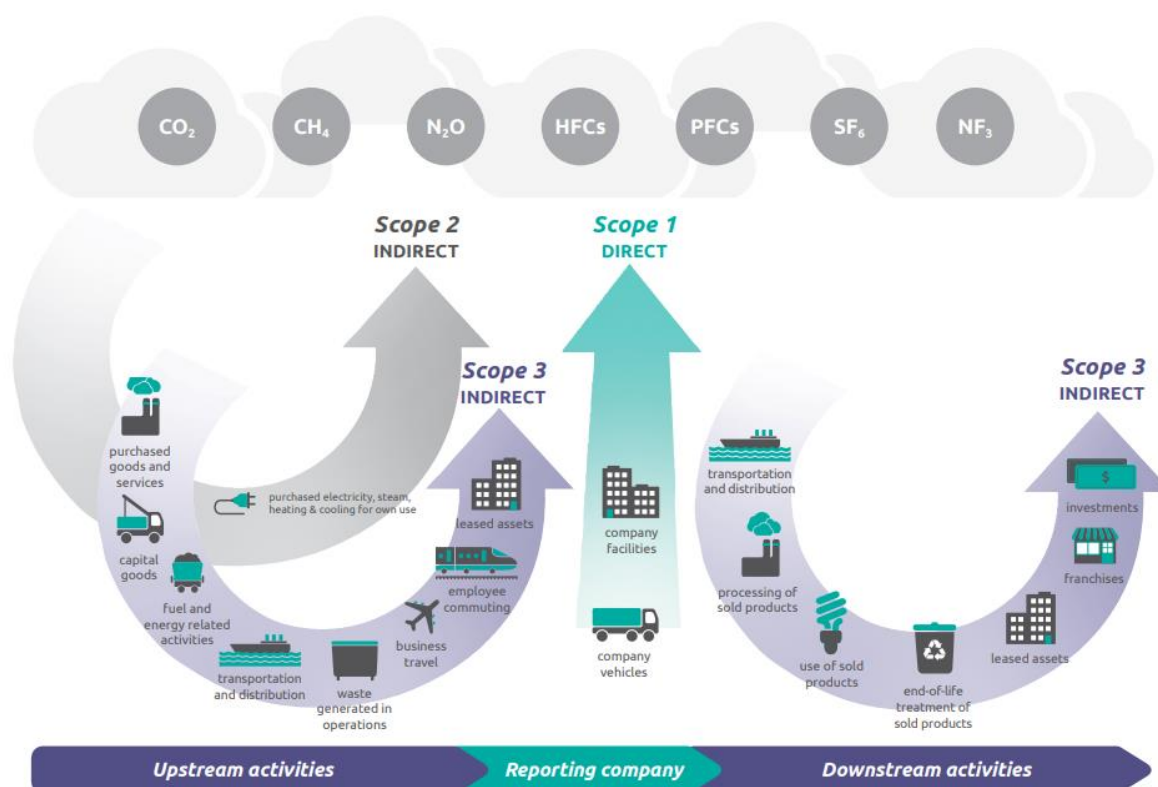 CO₂
CH₄
N₂O
HFCs
PFCs
SF₆
NF₃
Scope 2
INDIRECT
Scope 1
DIRECT
Scope 3
INDIRECT
Scope 3
INDIRECT
purchased
goods and
services
capital
goods
fuel and
energy related
activities
purchased electricity, steam,
heating & cooling for own use
transportation
and distribution
waste
generated in
operations
business
travel
employee
commuting
leased assets
company
facilities
company
vehicles
transportation
and distribution
processing of
sold products
use of sold
products
end-of-life
treatment of
sold products
leased assets
franchises
$
investments
Upstream activities
Reporting company
Downstream activities